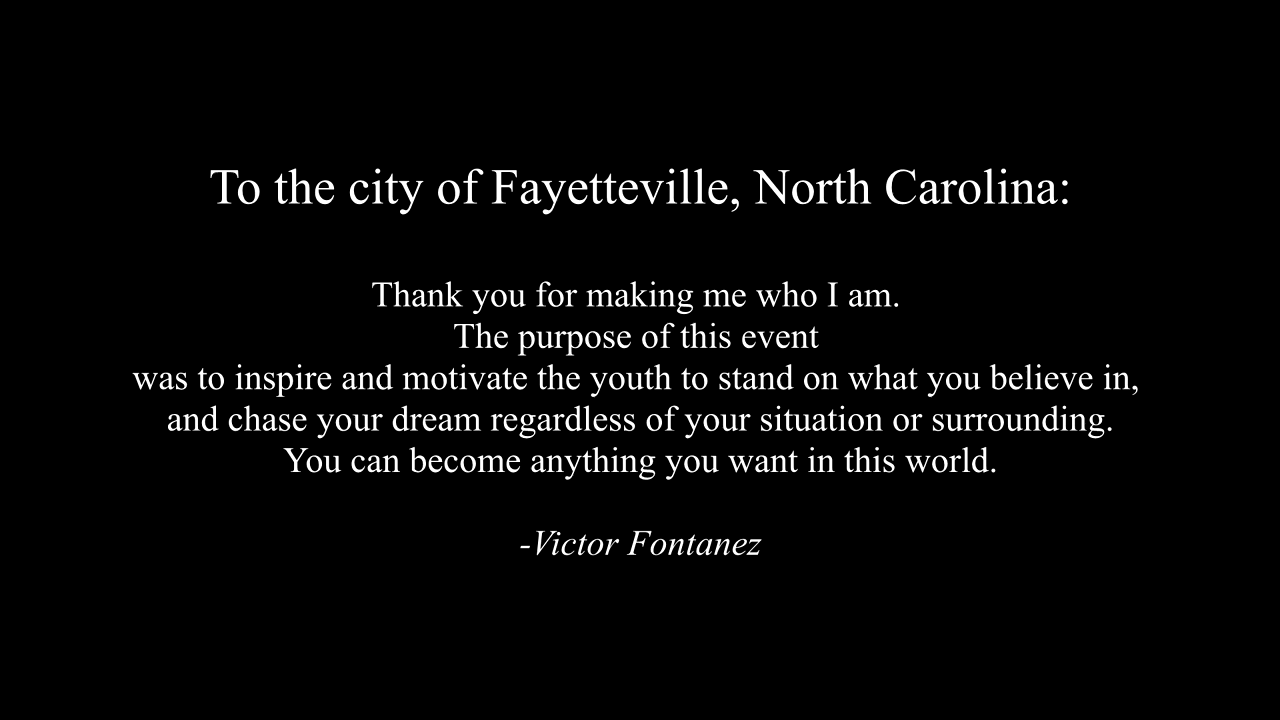 To the city of Fayetteville, North Carolina:
Thank you for making me who I am.
The purpose of this event
was to inspire and motivate the youth to stand on what you believe in,
and chase your dream regardless of your situation or surrounding.
You can become anything you want in this world.
-Victor Fontanez